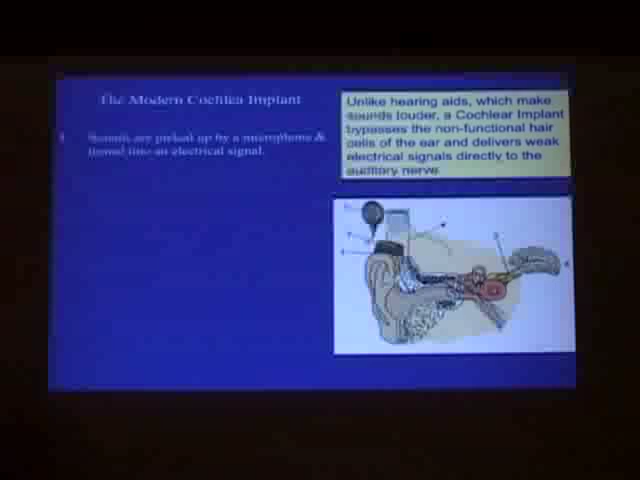 The Modern Cochlea Implant
Sounds are picked up by a microphone &
turned into an electrical signal.
Unlike hearing aids, which make
sounds louder, a Cochlear Implant
bypasses the non-functional hair
cells of the ear and delivers weak
electrical signals directly to the
auditory nerve